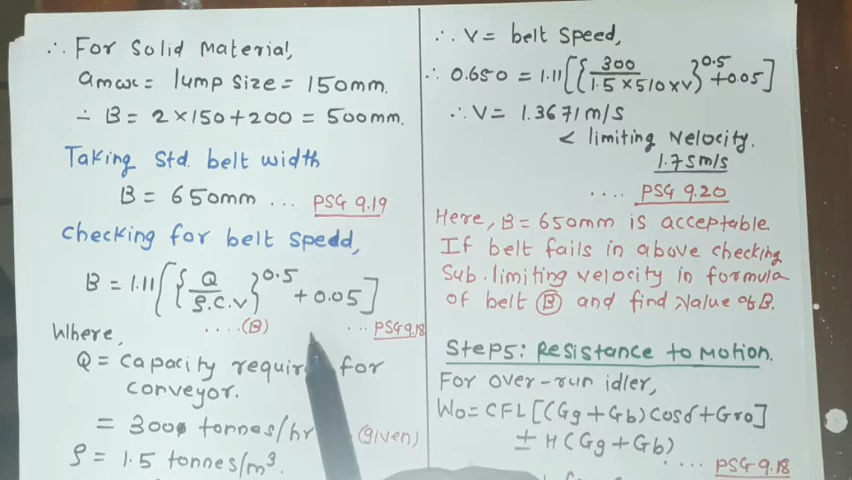 ∴ For Solid Material,
amax = lump size = 150mm.
∴ B = 2×150+200 = 500mm.
Taking Std. belt width
B = 650mm ... PSG 9.19
Checking for belt Spedd,
B = 1.11[{Q/ρ.C.V}^0.5 + 0.05]
....(B) ... PSG 9.18
Where,
Q = Capacity required for
conveyor.
= 300 tonnes/hr (given)
ρ = 1.5 tonnes/m³.
∴ V = belt Speed,
∴ 0.650 = 1.11[{300/1.5×510×V}^0.5 + 0.05]
∴ V = 1.3671 m/s
< limiting Velocity.
1.75m/s
.... PSG 9.20
Here, B = 650mm is acceptable.
If belt fails in above checking
Sub. limiting velocity in formula
of belt (B) and find value of B.
Step5: Resistance to Motion.
For over-run idler,
Wo = CFL[(Gg+Gb)Cosδ+Gro]
± H(Gg+Gb)
.... PSG 9.18